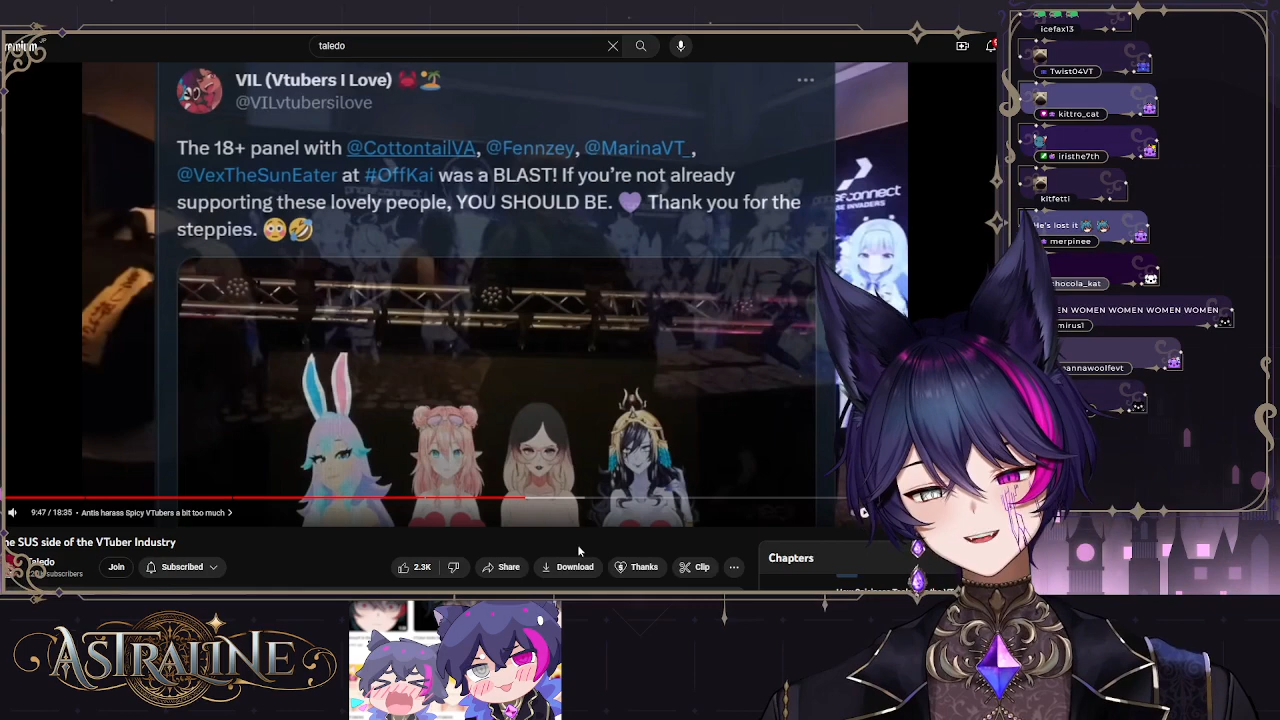 taledo
VIL (Vtubers I Love)
@VILvtubersilove
The 18+ panel with @CottontailVA, @Fennzey, @MarinaVT_,
@VexTheSunEater at #OffKai was a BLAST! If you're not already
supporting these lovely people, YOU SHOULD BE. 💜 Thank you for the
steppies. 😳🤣
9:47 / 18:35 • Antis harass Spicy VTubers a bit too much >
he SUS side of the VTuber Industry
Taledo
subscribers
Join
Subscribed
2.3K
Share
Download
Thanks
Clip
Chapters
icefax13
Twist04VT
kittro_cat
iristhe7th
kitfetti
He's lost it
merpinee
chocola_kat
EN WOMEN WOMEN WOMEN WOMEN
mirus1
annawoolfevt
ASTRALINE